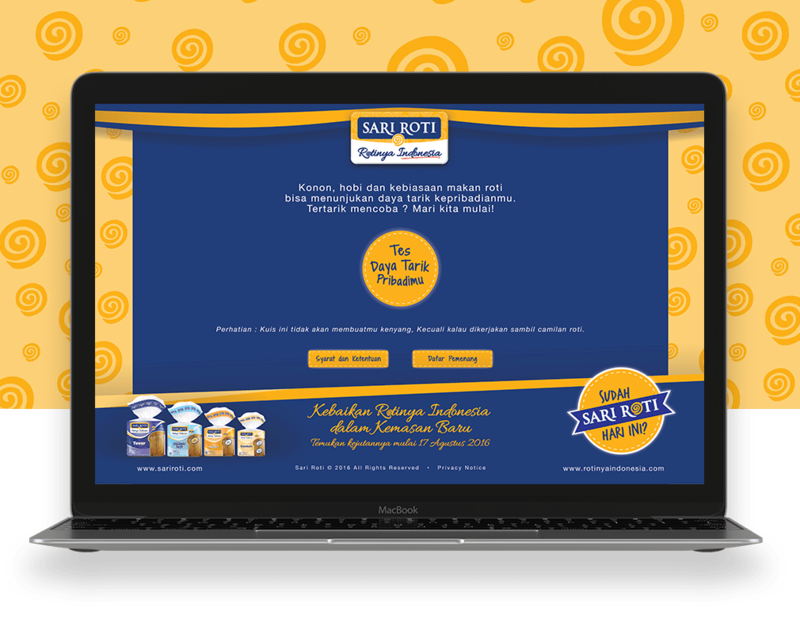 SARI ROTI
Rotinya Indonesia
Konon, hobi dan kebiasaan makan roti
bisa menunjukan daya tarik kepribadianmu.
Tertarik mencoba ? Mari kita mulai!
Tes
Daya Tarik
Pribadimu
Perhatian : Kuis ini tidak akan membuatmu kenyang, Kecuali kalau dikerjakan sambil camilan roti.
Syarat dan Ketentuan
Daftar Pemenang
Kebaikan Rotinya Indonesia
dalam Kemasan Baru
Temukan kejutannya mulai 17 Agustus 2016
SUDAH
SARI ROTI
HARI INI?
www.sariroti.com
Sari Roti © 2016 All Rights Reserved • Privacy Notice
www.rotinyaindonesia.com
MacBook